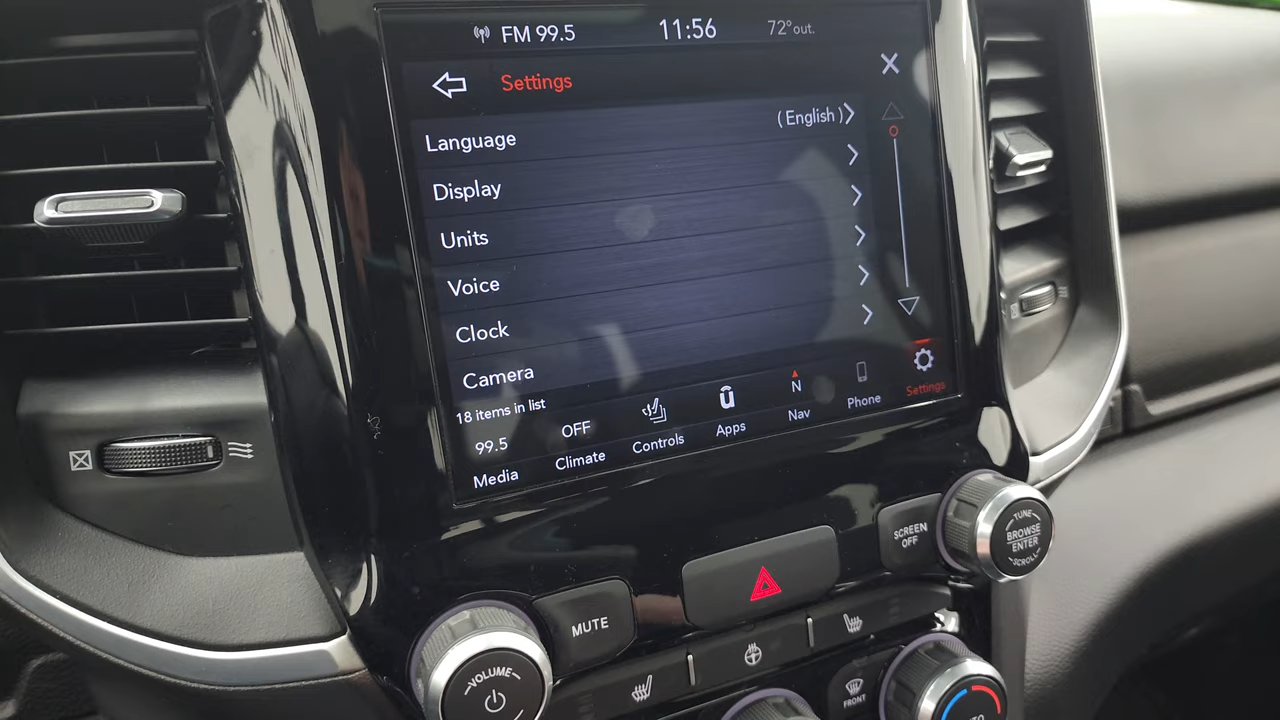 FM 99.5 11:56 72° out.
Settings
Language ( English )
Display
Units
Voice
Clock
Camera
18 items in list
99.5 OFF N
Media Climate Controls Apps Nav Phone Settings
SCREEN OFF
TUNE
BROWSE
ENTER
SCROLL
MUTE
VOLUME
FRONT